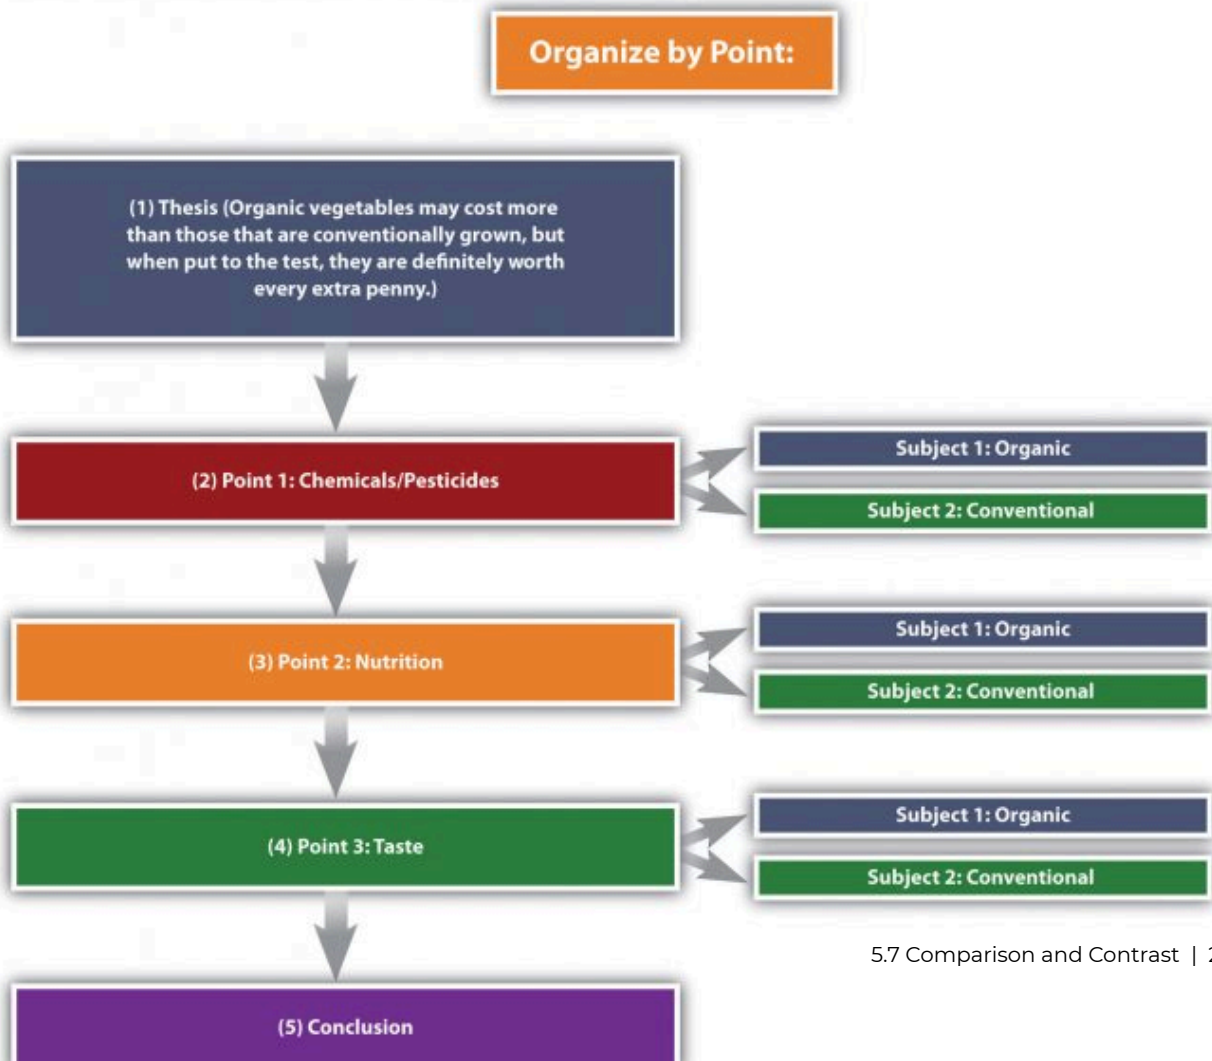 Organize by Point:
(1) Thesis (Organic vegetables may cost more
than those that are conventionally grown, but
when put to the test, they are definitely worth
every extra penny.)
(2) Point 1: Chemicals/Pesticides
Subject 1: Organic
Subject 2: Conventional
(3) Point 2: Nutrition
Subject 1: Organic
Subject 2: Conventional
(4) Point 3: Taste
Subject 1: Organic
Subject 2: Conventional
5.7 Comparison and Contrast |
(5) Conclusion